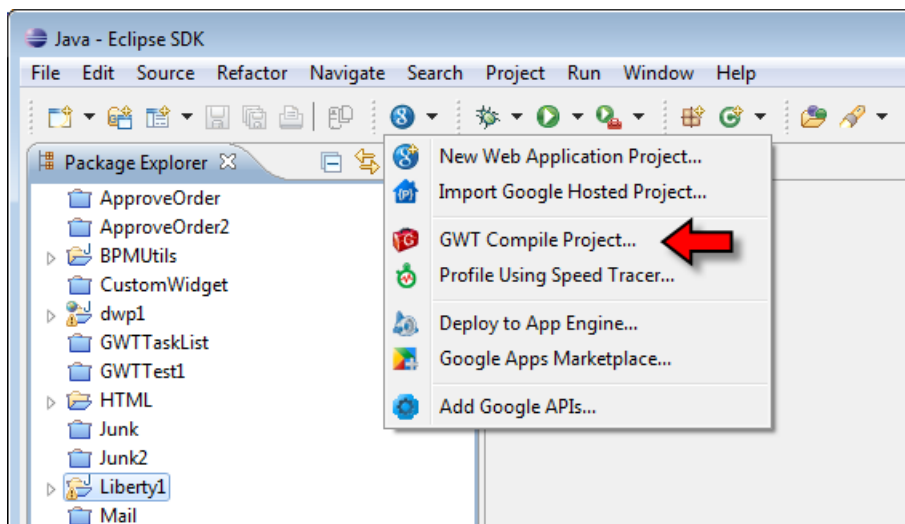 Java - Eclipse SDK
File Edit Source Refactor Navigate Search Project Run Window Help
Package Explorer
ApproveOrder
ApproveOrder2
BPMUtils
CustomWidget
dwp1
GWTTaskList
GWTTest1
HTML
Junk
Junk2
Liberty1
Mail
New Web Application Project...
Import Google Hosted Project...
GWT Compile Project...
Profile Using Speed Tracer...
Deploy to App Engine...
Google Apps Marketplace...
Add Google APIs...